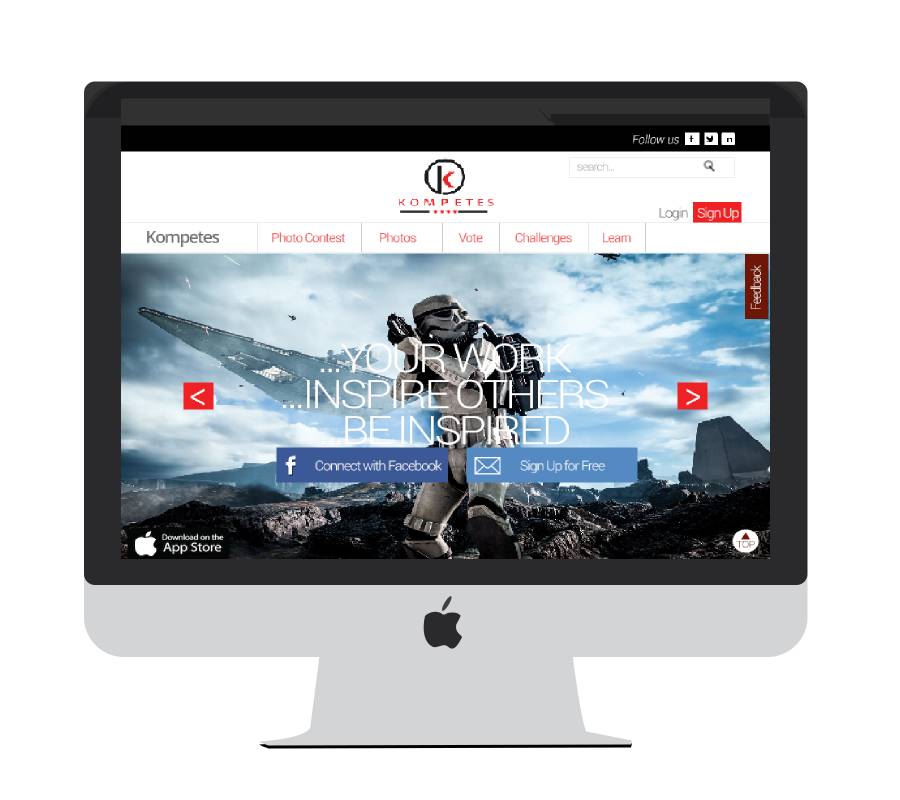 Follow us
search...
KOMPETES
Login Sign Up
Kompetes Photo Contest Photos Vote Challenges Learn
Feedback
...YOUR WORK
...INSPIRE OTHERS
BE INSPIRED
< >
Connect with Facebook Sign Up for Free
Download on the
App Store
TOP